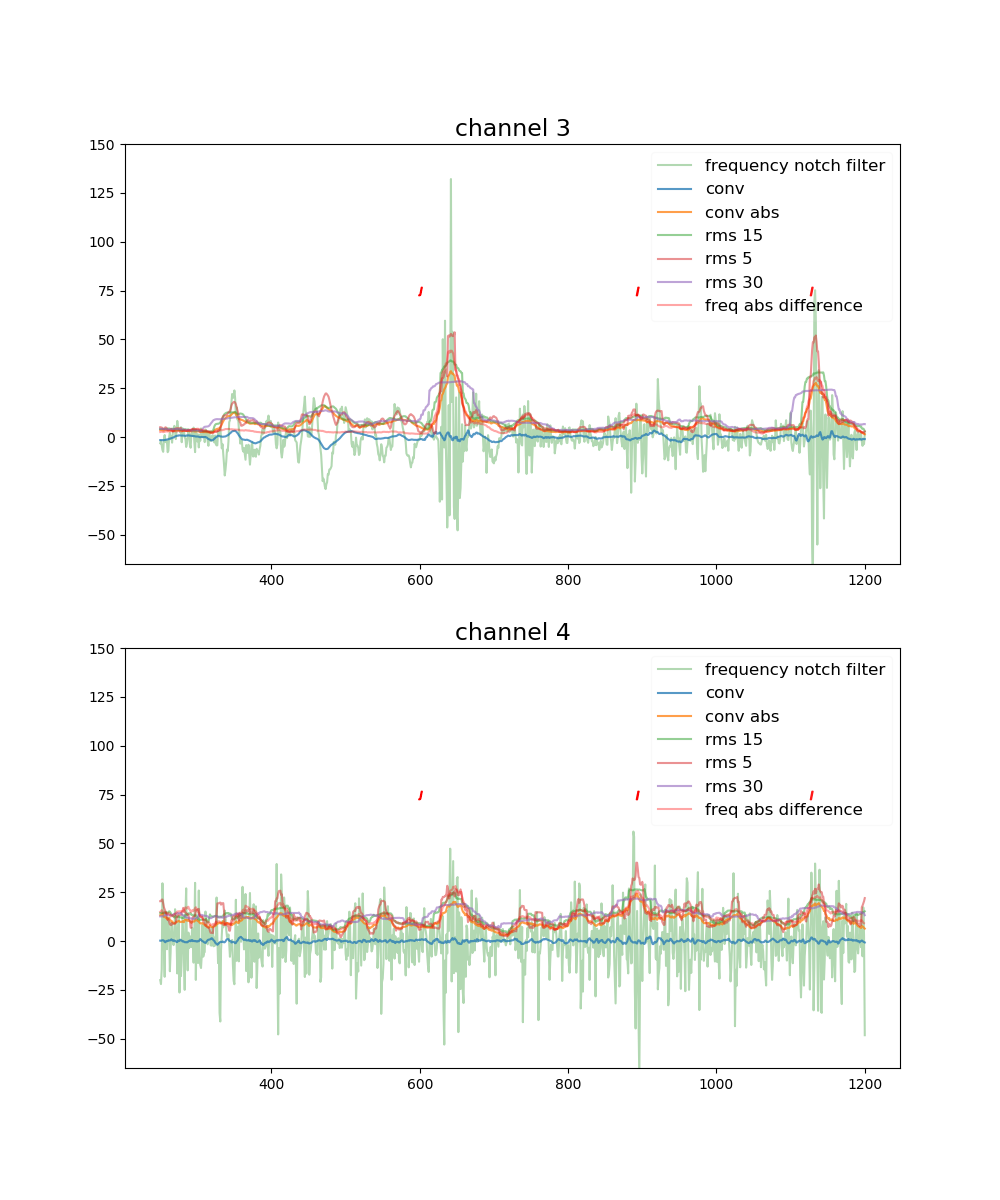 channel 3
150
125
100
75
50
25
0
−25
−50
frequency notch filter
conv
conv abs
rms 15
rms 5
rms 30
freq abs difference
400 600 800 1000 1200
channel 4
150
125
100
75
50
25
0
−25
−50
frequency notch filter
conv
conv abs
rms 15
rms 5
rms 30
freq abs difference
400 600 800 1000 1200